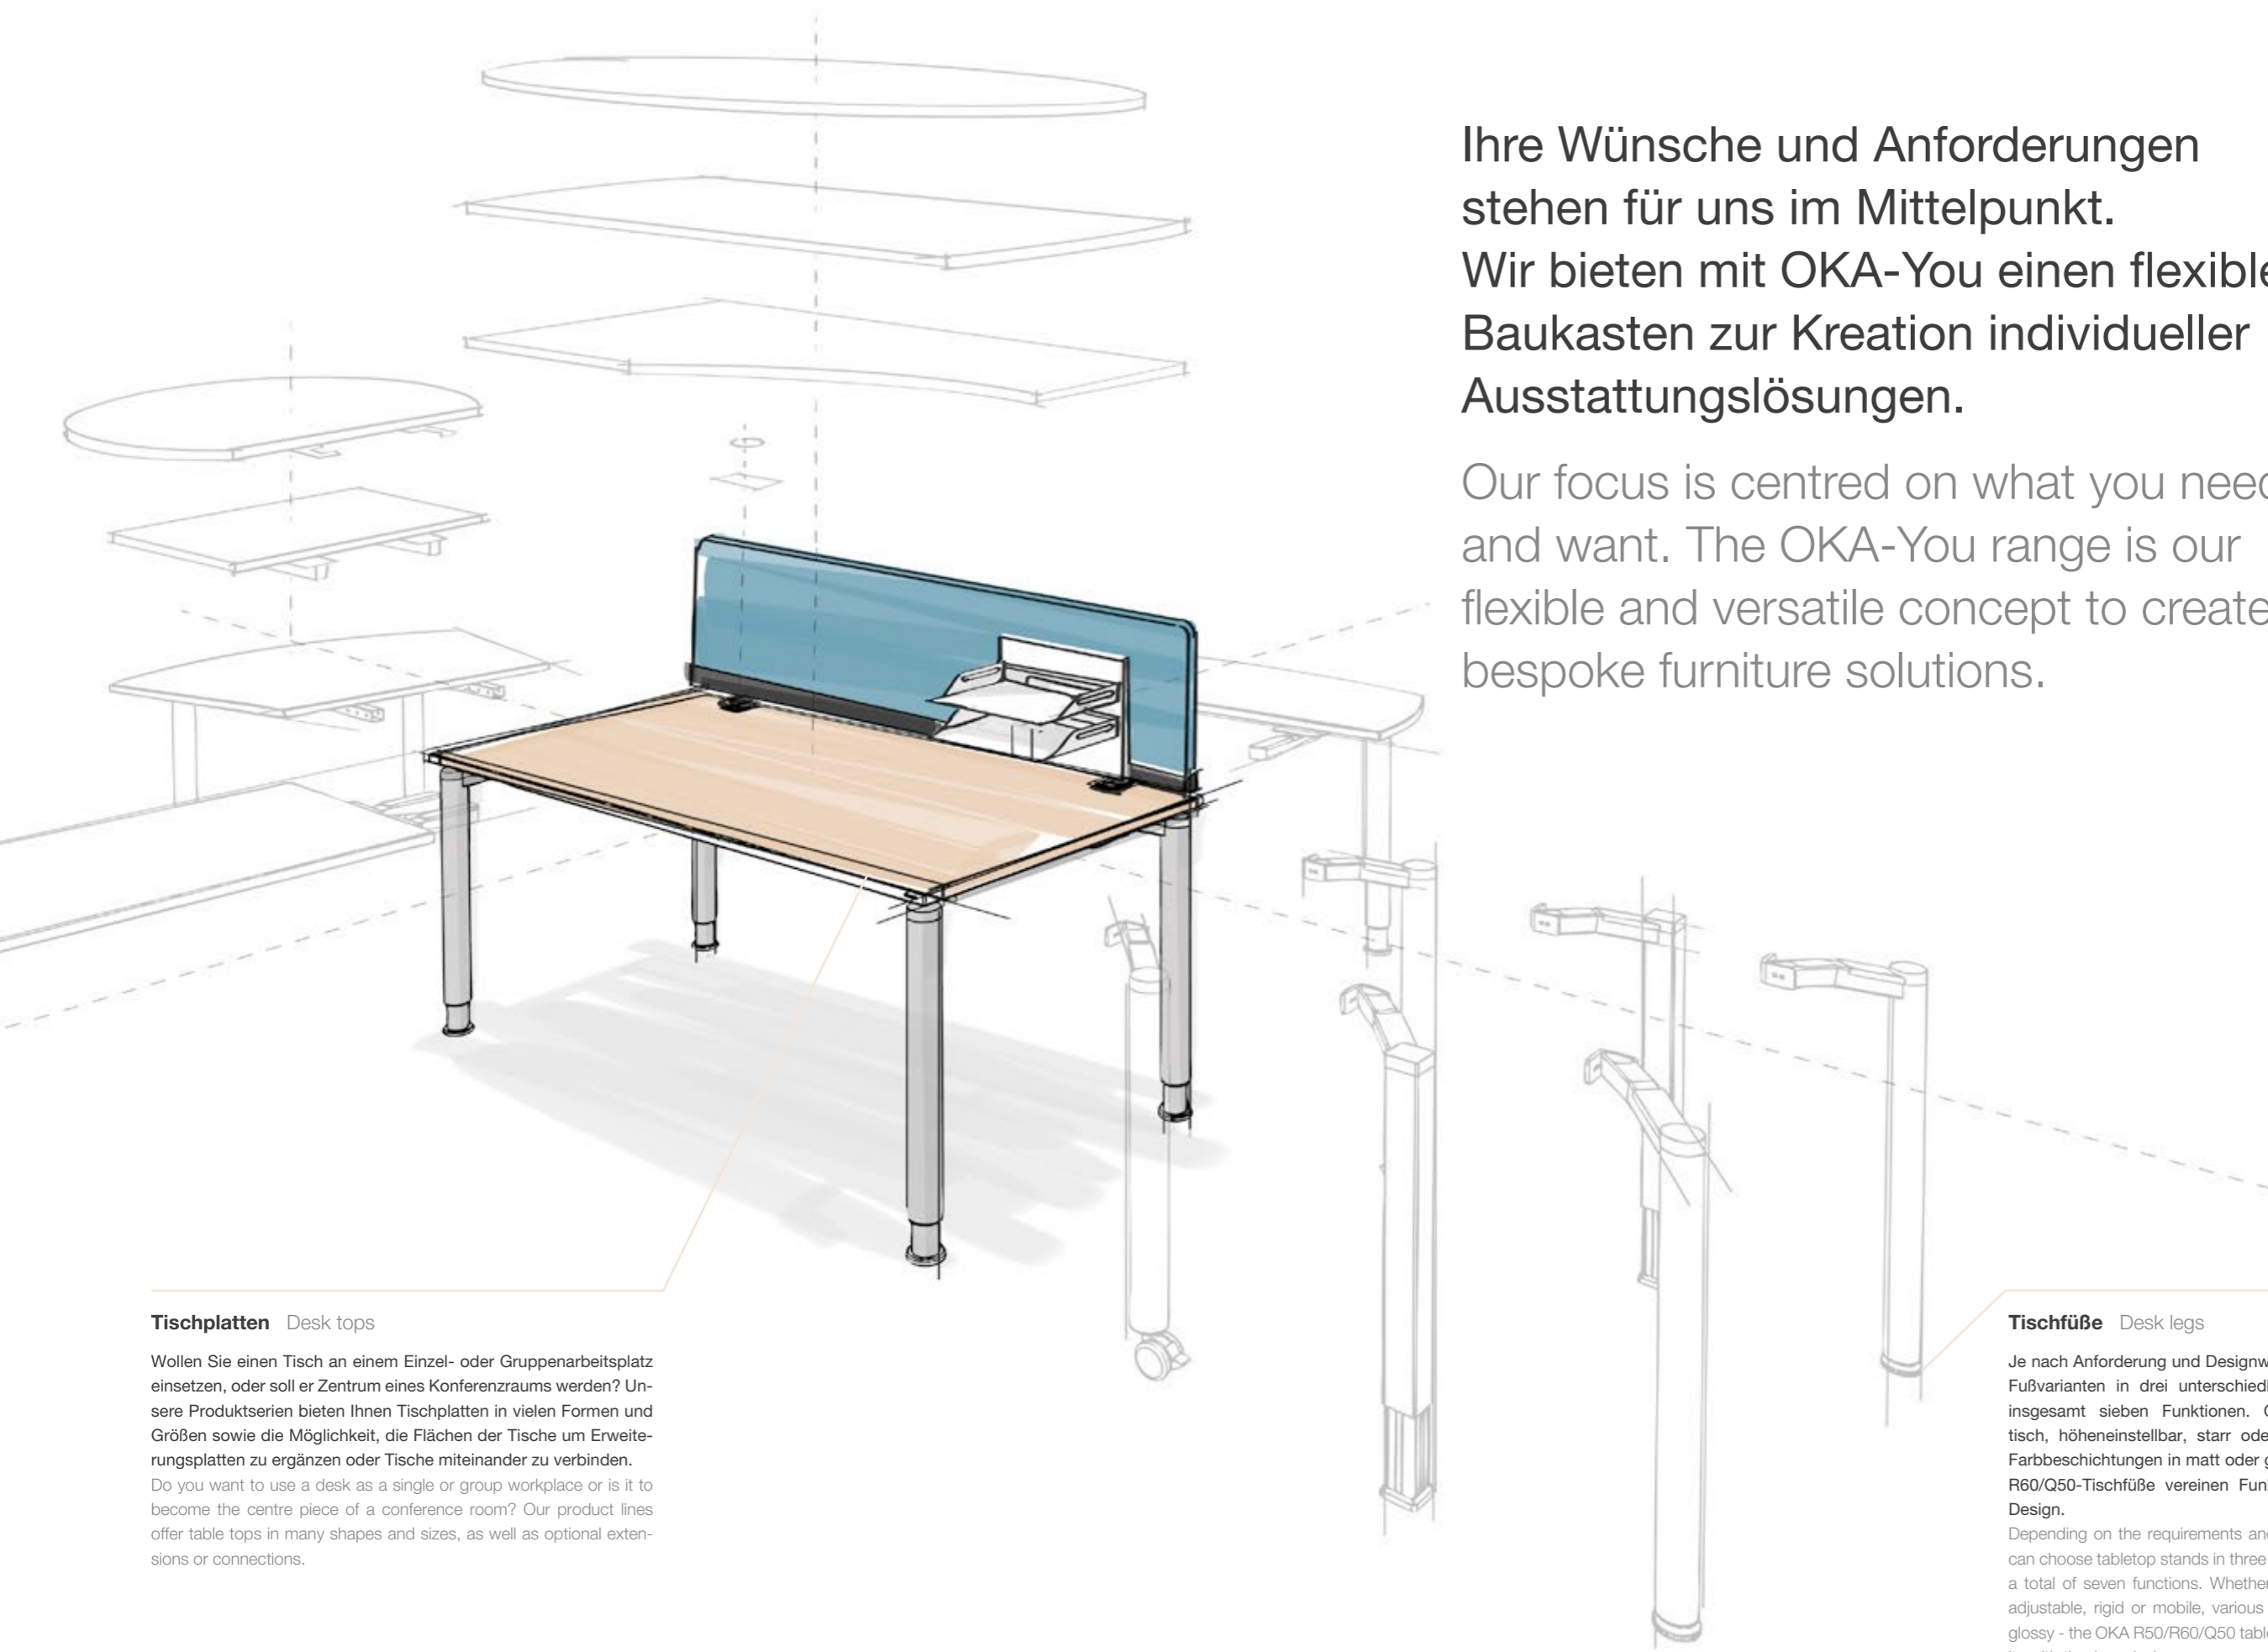 Ihre Wünsche und Anforderungen
stehen für uns im Mittelpunkt.
Wir bieten mit OKA-You einen flexible
Baukasten zur Kreation individueller
Ausstattungslösungen.
Our focus is centred on what you need
and want. The OKA-You range is our
flexible and versatile concept to create
bespoke furniture solutions.
Tischplatten Desk tops
Wollen Sie einen Tisch an einem Einzel- oder Gruppenarbeitsplatz
einsetzen, oder soll er Zentrum eines Konferenzraums werden? Un-
sere Produktserien bieten Ihnen Tischplatten in vielen Formen und
Größen sowie die Möglichkeit, die Flächen der Tische um Erweite-
rungsplatten zu ergänzen oder Tische miteinander zu verbinden.
Do you want to use a desk as a single or group workplace or is it to
become the centre piece of a conference room? Our product lines
offer table tops in many shapes and sizes, as well as optional exten-
sions or connections.
Tischfüße Desk legs
Je nach Anforderung und Designw
Fußvarianten in drei unterschiedl
insgesamt sieben Funktionen.
tisch, höheneinstellbar, starr ode
Farbbeschichtungen in matt oder g
R60/Q50-Tischfüße vereinen Fun
Design.
Depending on the requirements and
can choose tabletop stands in three
a total of seven functions. Whether
adjustable, rigid or mobile, various
glossy - the OKA R50/R60/Q50 tabl